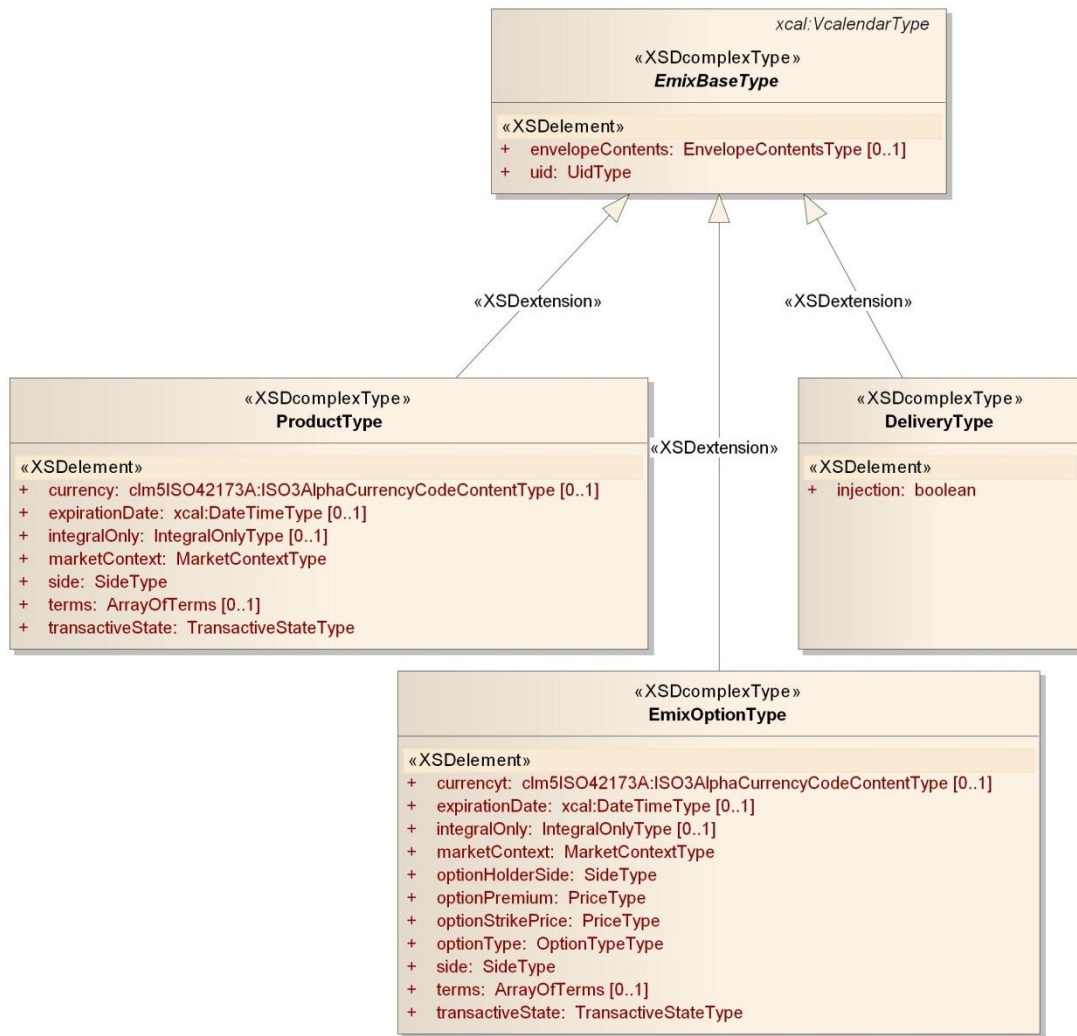 xcal:VcalendarType
«XSDcomplexType»
EmixBaseType
«XSDelement»
+ envelopeContents: EnvelopeContentsType [0..1]
+ uid: UidType
«XSDextension»
«XSDextension»
«XSDextension»
«XSDcomplexType»
ProductType
«XSDelement»
+ currency: clm5ISO42173A:ISO3AlphaCurrencyCodeContentType [0..1]
+ expirationDate: xcal:DateTimeType [0..1]
+ integralOnly: IntegralOnlyType [0..1]
+ marketContext: MarketContextType
+ side: SideType
+ terms: ArrayOfTerms [0..1]
+ transactiveState: TransactiveStateType
«XSDcomplexType»
DeliveryType
«XSDelement»
+ injection: boolean
«XSDcomplexType»
EmixOptionType
«XSDelement»
+ currencyt: clm5ISO42173A:ISO3AlphaCurrencyCodeContentType [0..1]
+ expirationDate: xcal:DateTimeType [0..1]
+ integralOnly: IntegralOnlyType [0..1]
+ marketContext: MarketContextType
+ optionHolderSide: SideType
+ optionPremium: PriceType
+ optionStrikePrice: PriceType
+ optionType: OptionTypeType
+ side: SideType
+ terms: ArrayOfTerms [0..1]
+ transactiveState: TransactiveStateType